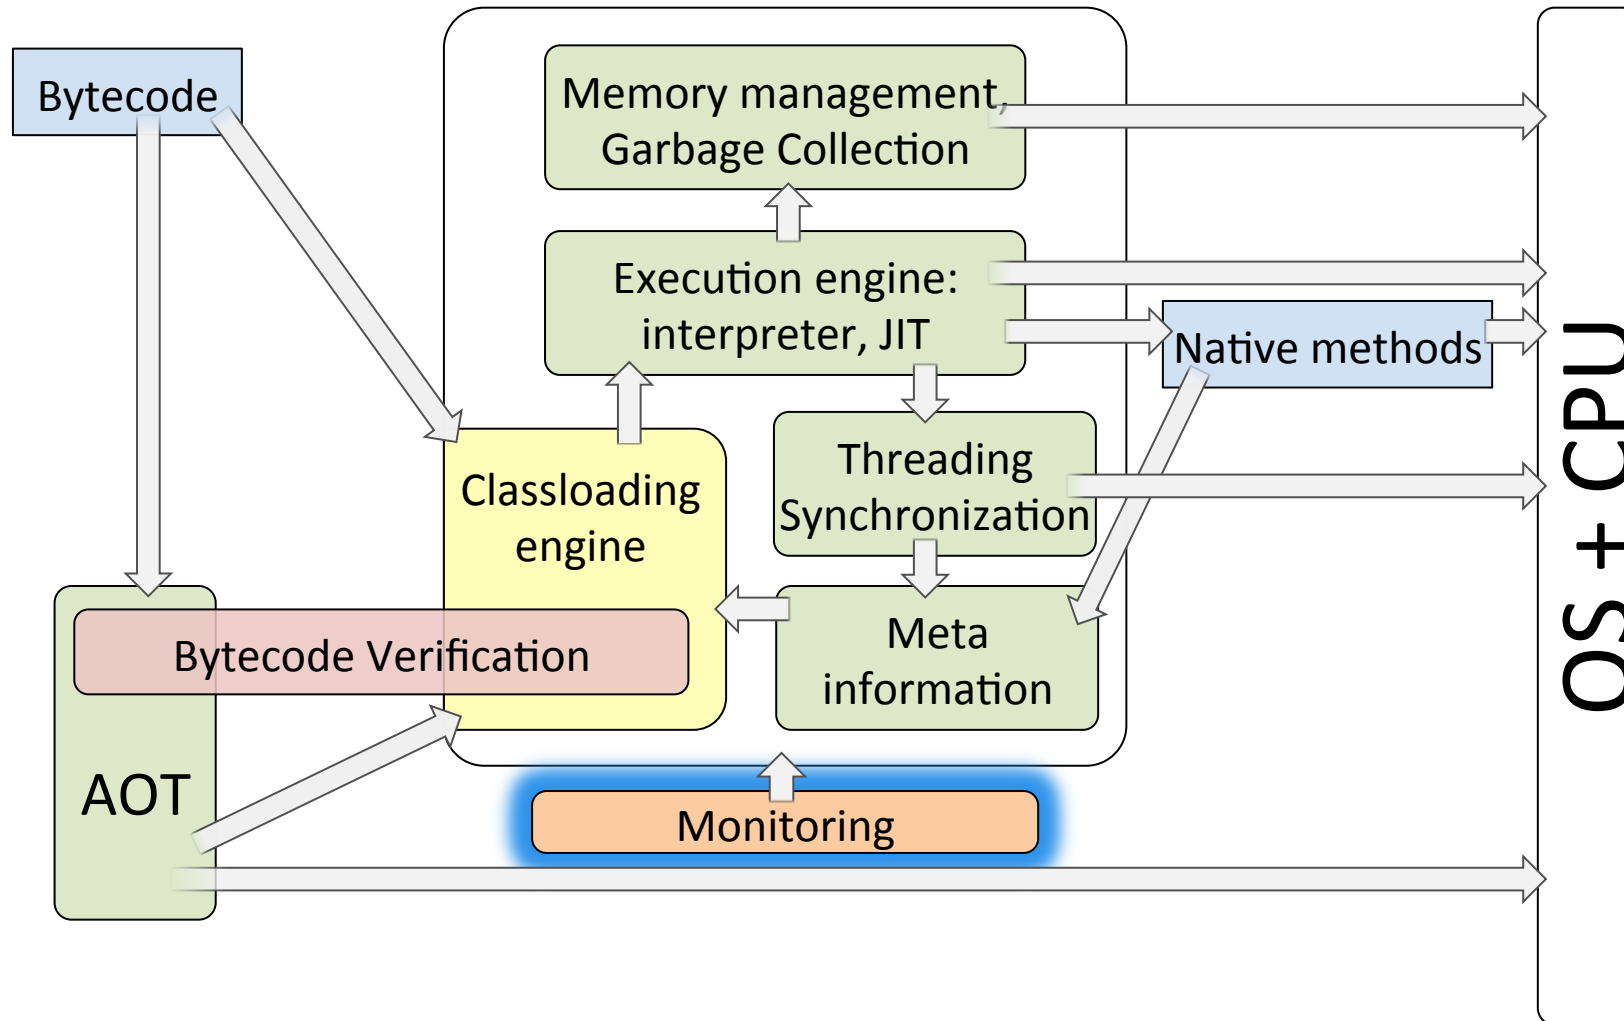 Bytecode
Memory management,
Garbage Collection
Execution engine:
interpreter, JIT
Native methods
Classloading
engine
Threading
Synchronization
Bytecode Verification
Meta
information
AOT
Monitoring
OS + CPU